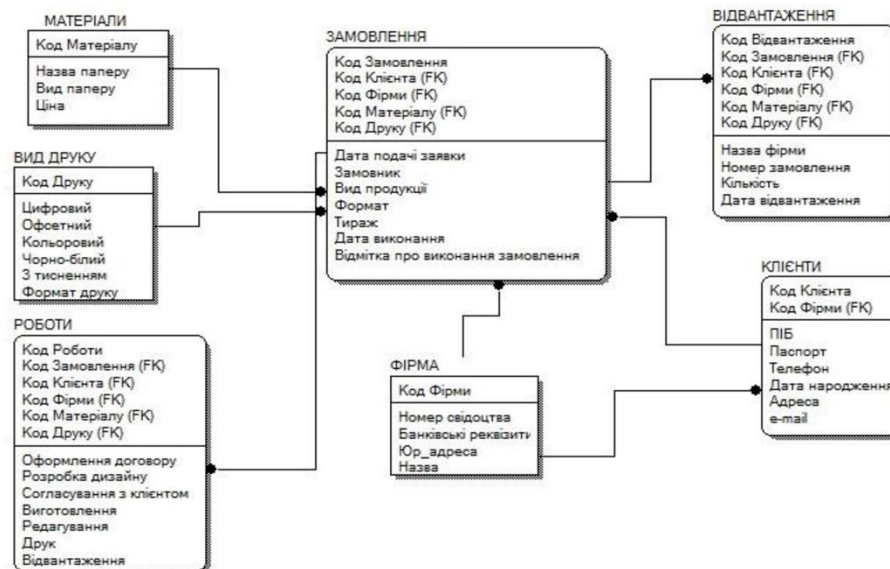 МАТЕРІАЛИ
Код Матеріалу
Назва паперу
Вид паперу
Ціна
ВИД ДРУКУ
Код Друку
Цифровий
Офсетний
Кольоровий
Чорно-білий
З тисненням
Формат друку
РОБОТИ
Код Роботи
Код Замовлення (FK)
Код Клієнта (FK)
Код Фірми (FK)
Код Матеріалу (FK)
Код Друку (FK)
Оформлення договору
Розробка дизайну
Согласування з клієнтом
Виготовлення
Редагування
Друк
Відвантаження
ЗАМОВЛЕННЯ
Код Замовлення
Код Клієнта (FK)
Код Фірми (FK)
Код Матеріалу (FK)
Код Друку (FK)
Дата подачі заявки
Замовник
Вид продукції
Формат
Тираж
Дата виконання
Відмітка про виконання замовлення
ФІРМА
Код Фірми
Номер свідоцтва
Банківські реквізити
Юр_адреса
Назва
ВІДВАНТАЖЕННЯ
Код Відвантаження
Код Замовлення (FK)
Код Клієнта (FK)
Код Фірми (FK)
Код Матеріалу (FK)
Код Друку (FK)
Назва фірми
Номер замовлення
Кількість
Дата відвантаження
КЛІЄНТИ
Код Клієнта
Код Фірми (FK)
ПІБ
Паспорт
Телефон
Дата народження
Адреса
e-mail